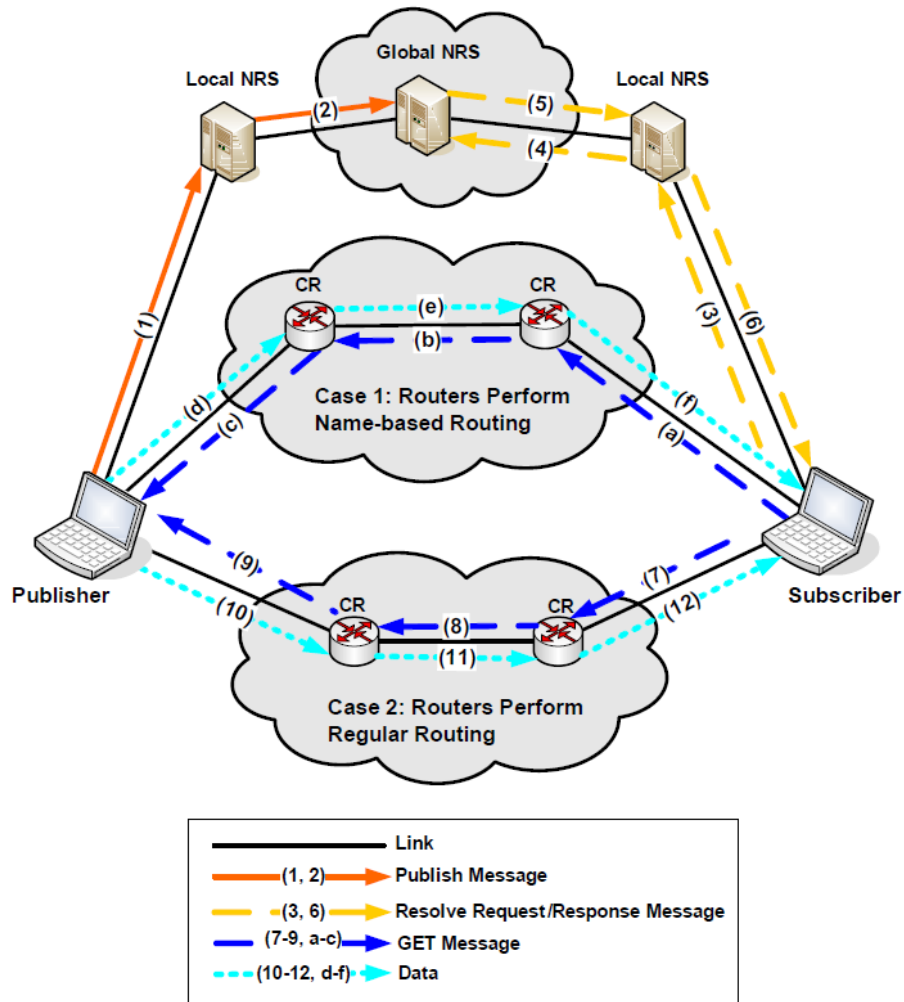 Global NRS
Local NRS
Local NRS
(2)
(5)
(4)
(1)
(3)
(6)
CR
CR
(e)
(b)
(d)
(c)
(f)
(a)
Case 1: Routers Perform
Name-based Routing
Publisher
Subscriber
(9)
(7)
(10)
CR
CR
(8)
(12)
(11)
Case 2: Routers Perform
Regular Routing
Link
(1, 2) Publish Message
(3, 6) Resolve Request/Response Message
(7-9, a-c) GET Message
(10-12, d-f) Data